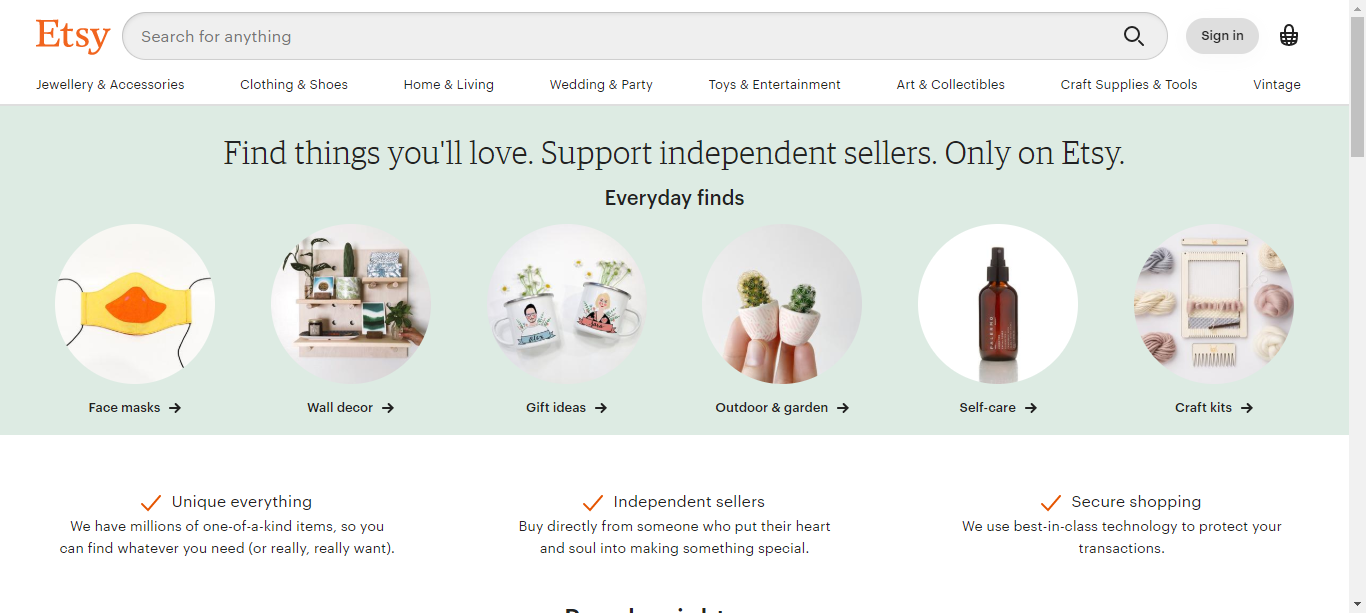 Etsy
Search for anything
Sign in
Jewellery & Accessories
Clothing & Shoes
Home & Living
Wedding & Party
Toys & Entertainment
Art & Collectibles
Craft Supplies & Tools
Vintage
Find things you'll love. Support independent sellers. Only on Etsy.
Everyday finds
Face masks
Wall decor
Gift ideas
Outdoor & garden
Self-care
Craft kits
Unique everything
We have millions of one-of-a-kind items, so you
can find whatever you need (or really, really want).
Independent sellers
Buy directly from someone who put their heart
and soul into making something special.
Secure shopping
We use best-in-class technology to protect your
transactions.